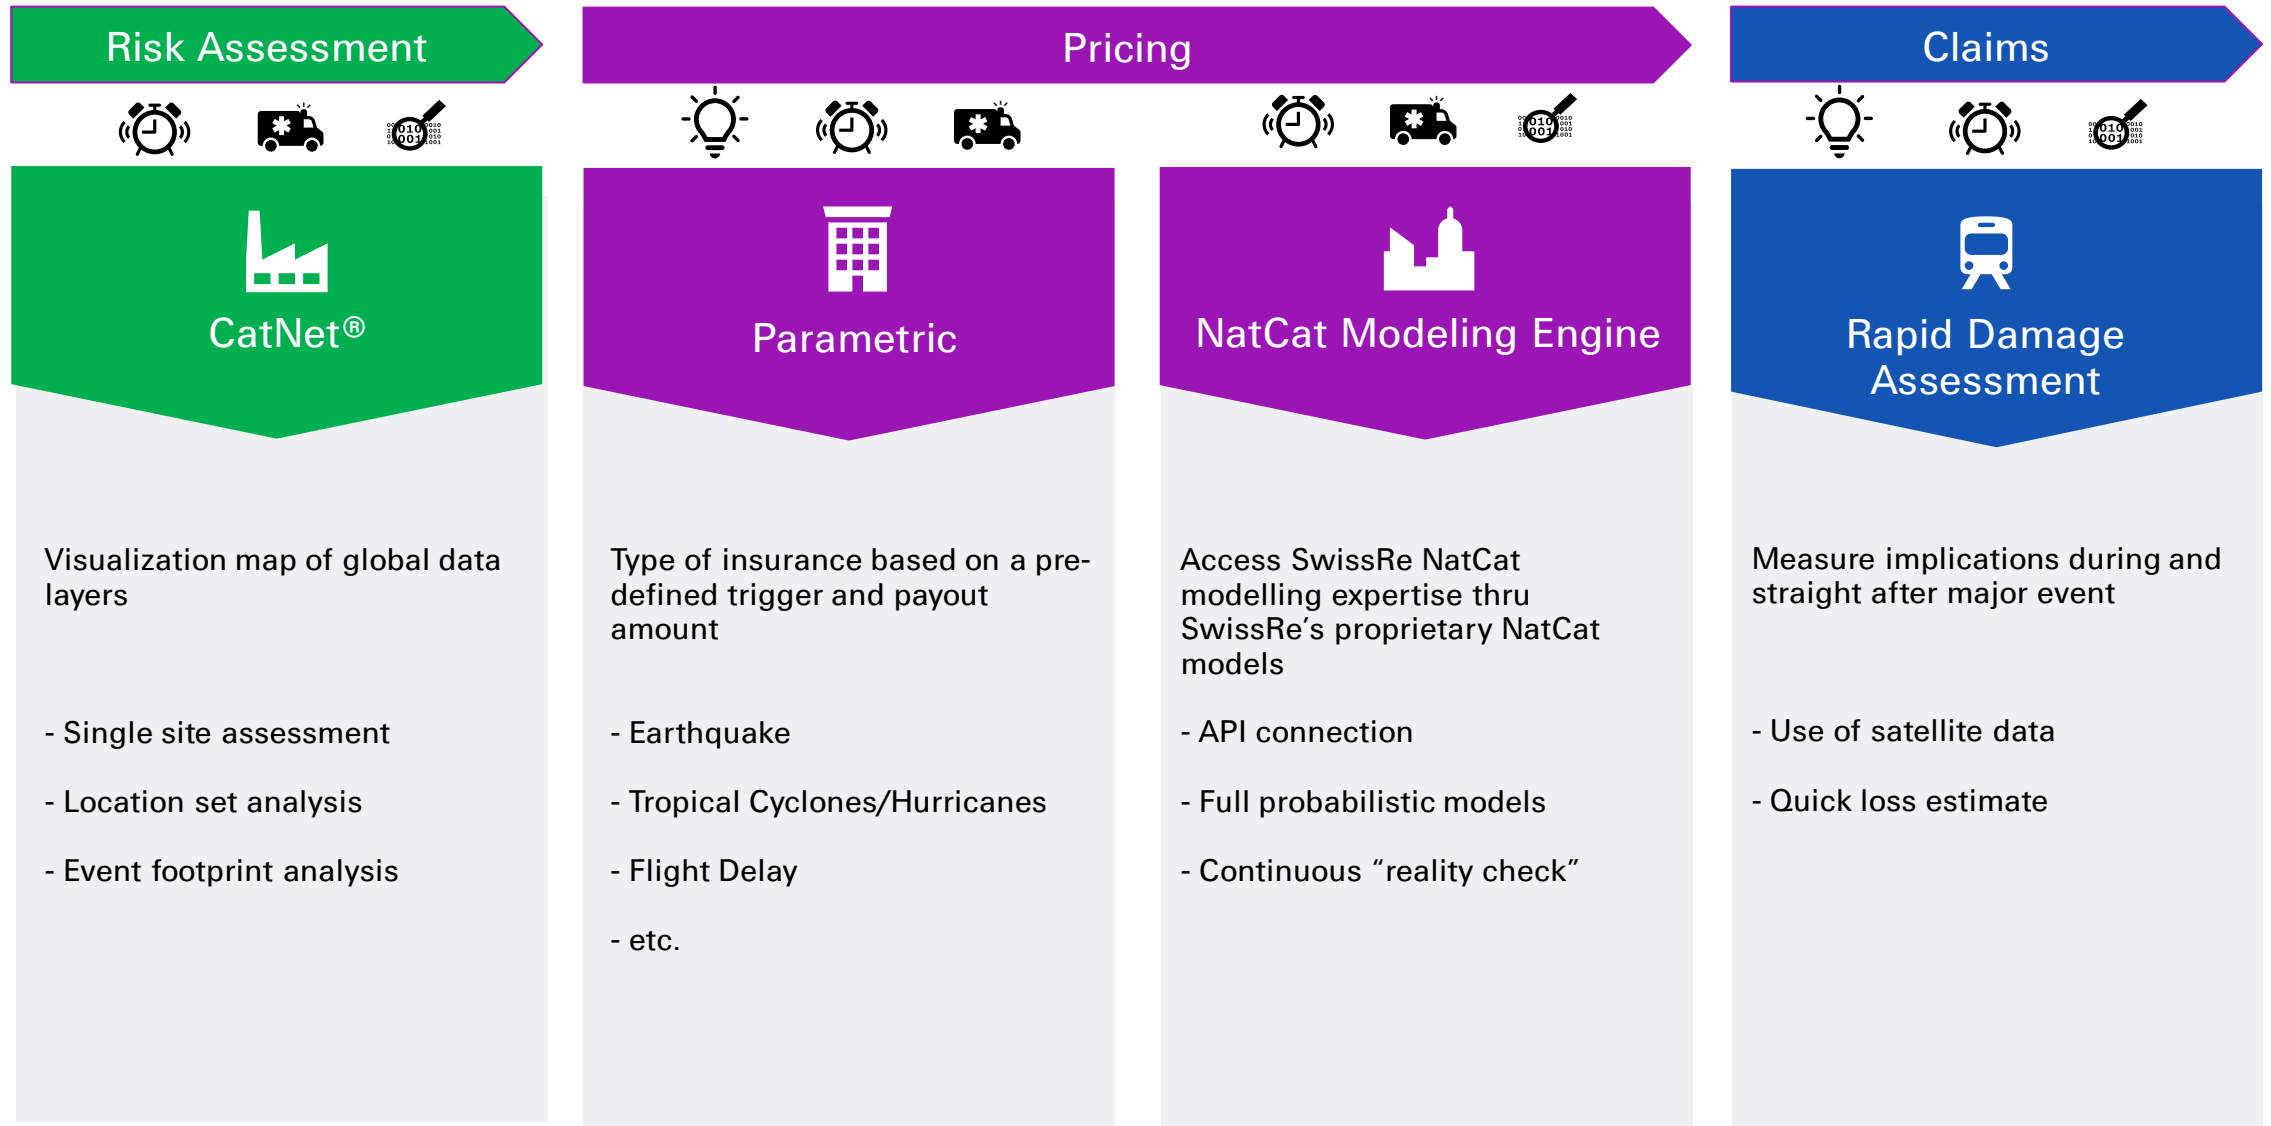 Risk Assessment
Pricing
Claims
CatNet®
Parametric
NatCat Modeling Engine
Rapid Damage
Assessment
Visualization map of global data
layers
- Single site assessment
- Location set analysis
- Event footprint analysis
Type of insurance based on a pre-
defined trigger and payout
amount
- Earthquake
- Tropical Cyclones/Hurricanes
- Flight Delay
- etc.
Access SwissRe NatCat
modelling expertise thru
SwissRe’s proprietary NatCat
models
- API connection
- Full probabilistic models
- Continuous “reality check”
Measure implications during and
straight after major event
- Use of satellite data
- Quick loss estimate